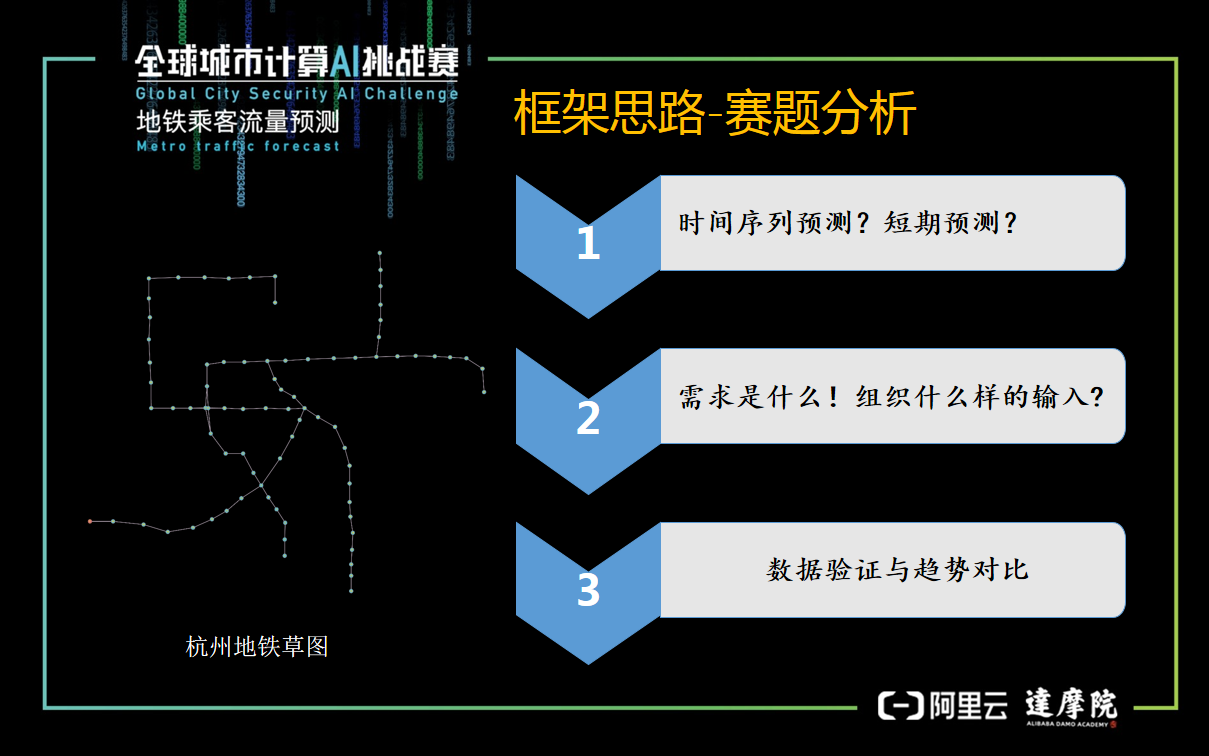 全球城市计算AI挑战赛
Global City Security AI Challenge
地铁乘客流量预测
Metro traffic forecast
框架思路-赛题分析
1
时间序列预测？短期预测？
2
需求是什么！组织什么样的输入?
3
数据验证与趋势对比
杭州地铁草图
阿里云
達摩院
ALIBABA DAMO ACADEMY